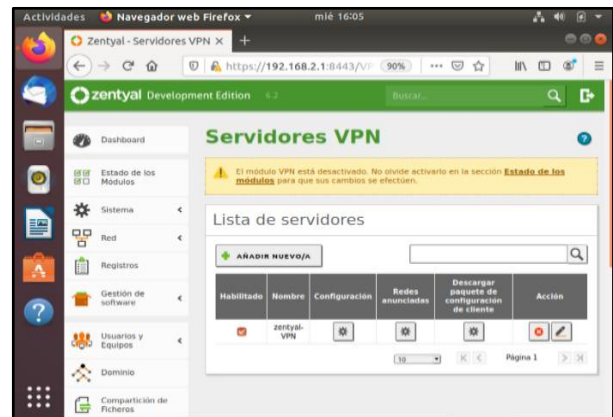 Actividades
Navegador web Firefox
mié 16:05
Zentyal - Servidores VPN
https://192.168.2.1:8443/VP
90%
zentyal Development Edition 6.2
Buscar...
Dashboard
Estado de los
Módulos
Sistema
Red
Registros
Gestión de
software
Usuarios y
Equipos
Dominio
Compartición de
Ficheros
Servidores VPN
El módulo VPN está desactivado. No olvide activarlo en la sección Estado de los
módulos para que sus cambios se efectúen.
Lista de servidores
AÑADIR NUEVO/A
Habilitado
Nombre
Configuración
Redes
anunciadas
Descargar
paquete de
configuración
de cliente
Acción
zentyal-
VPN
10
Página 1